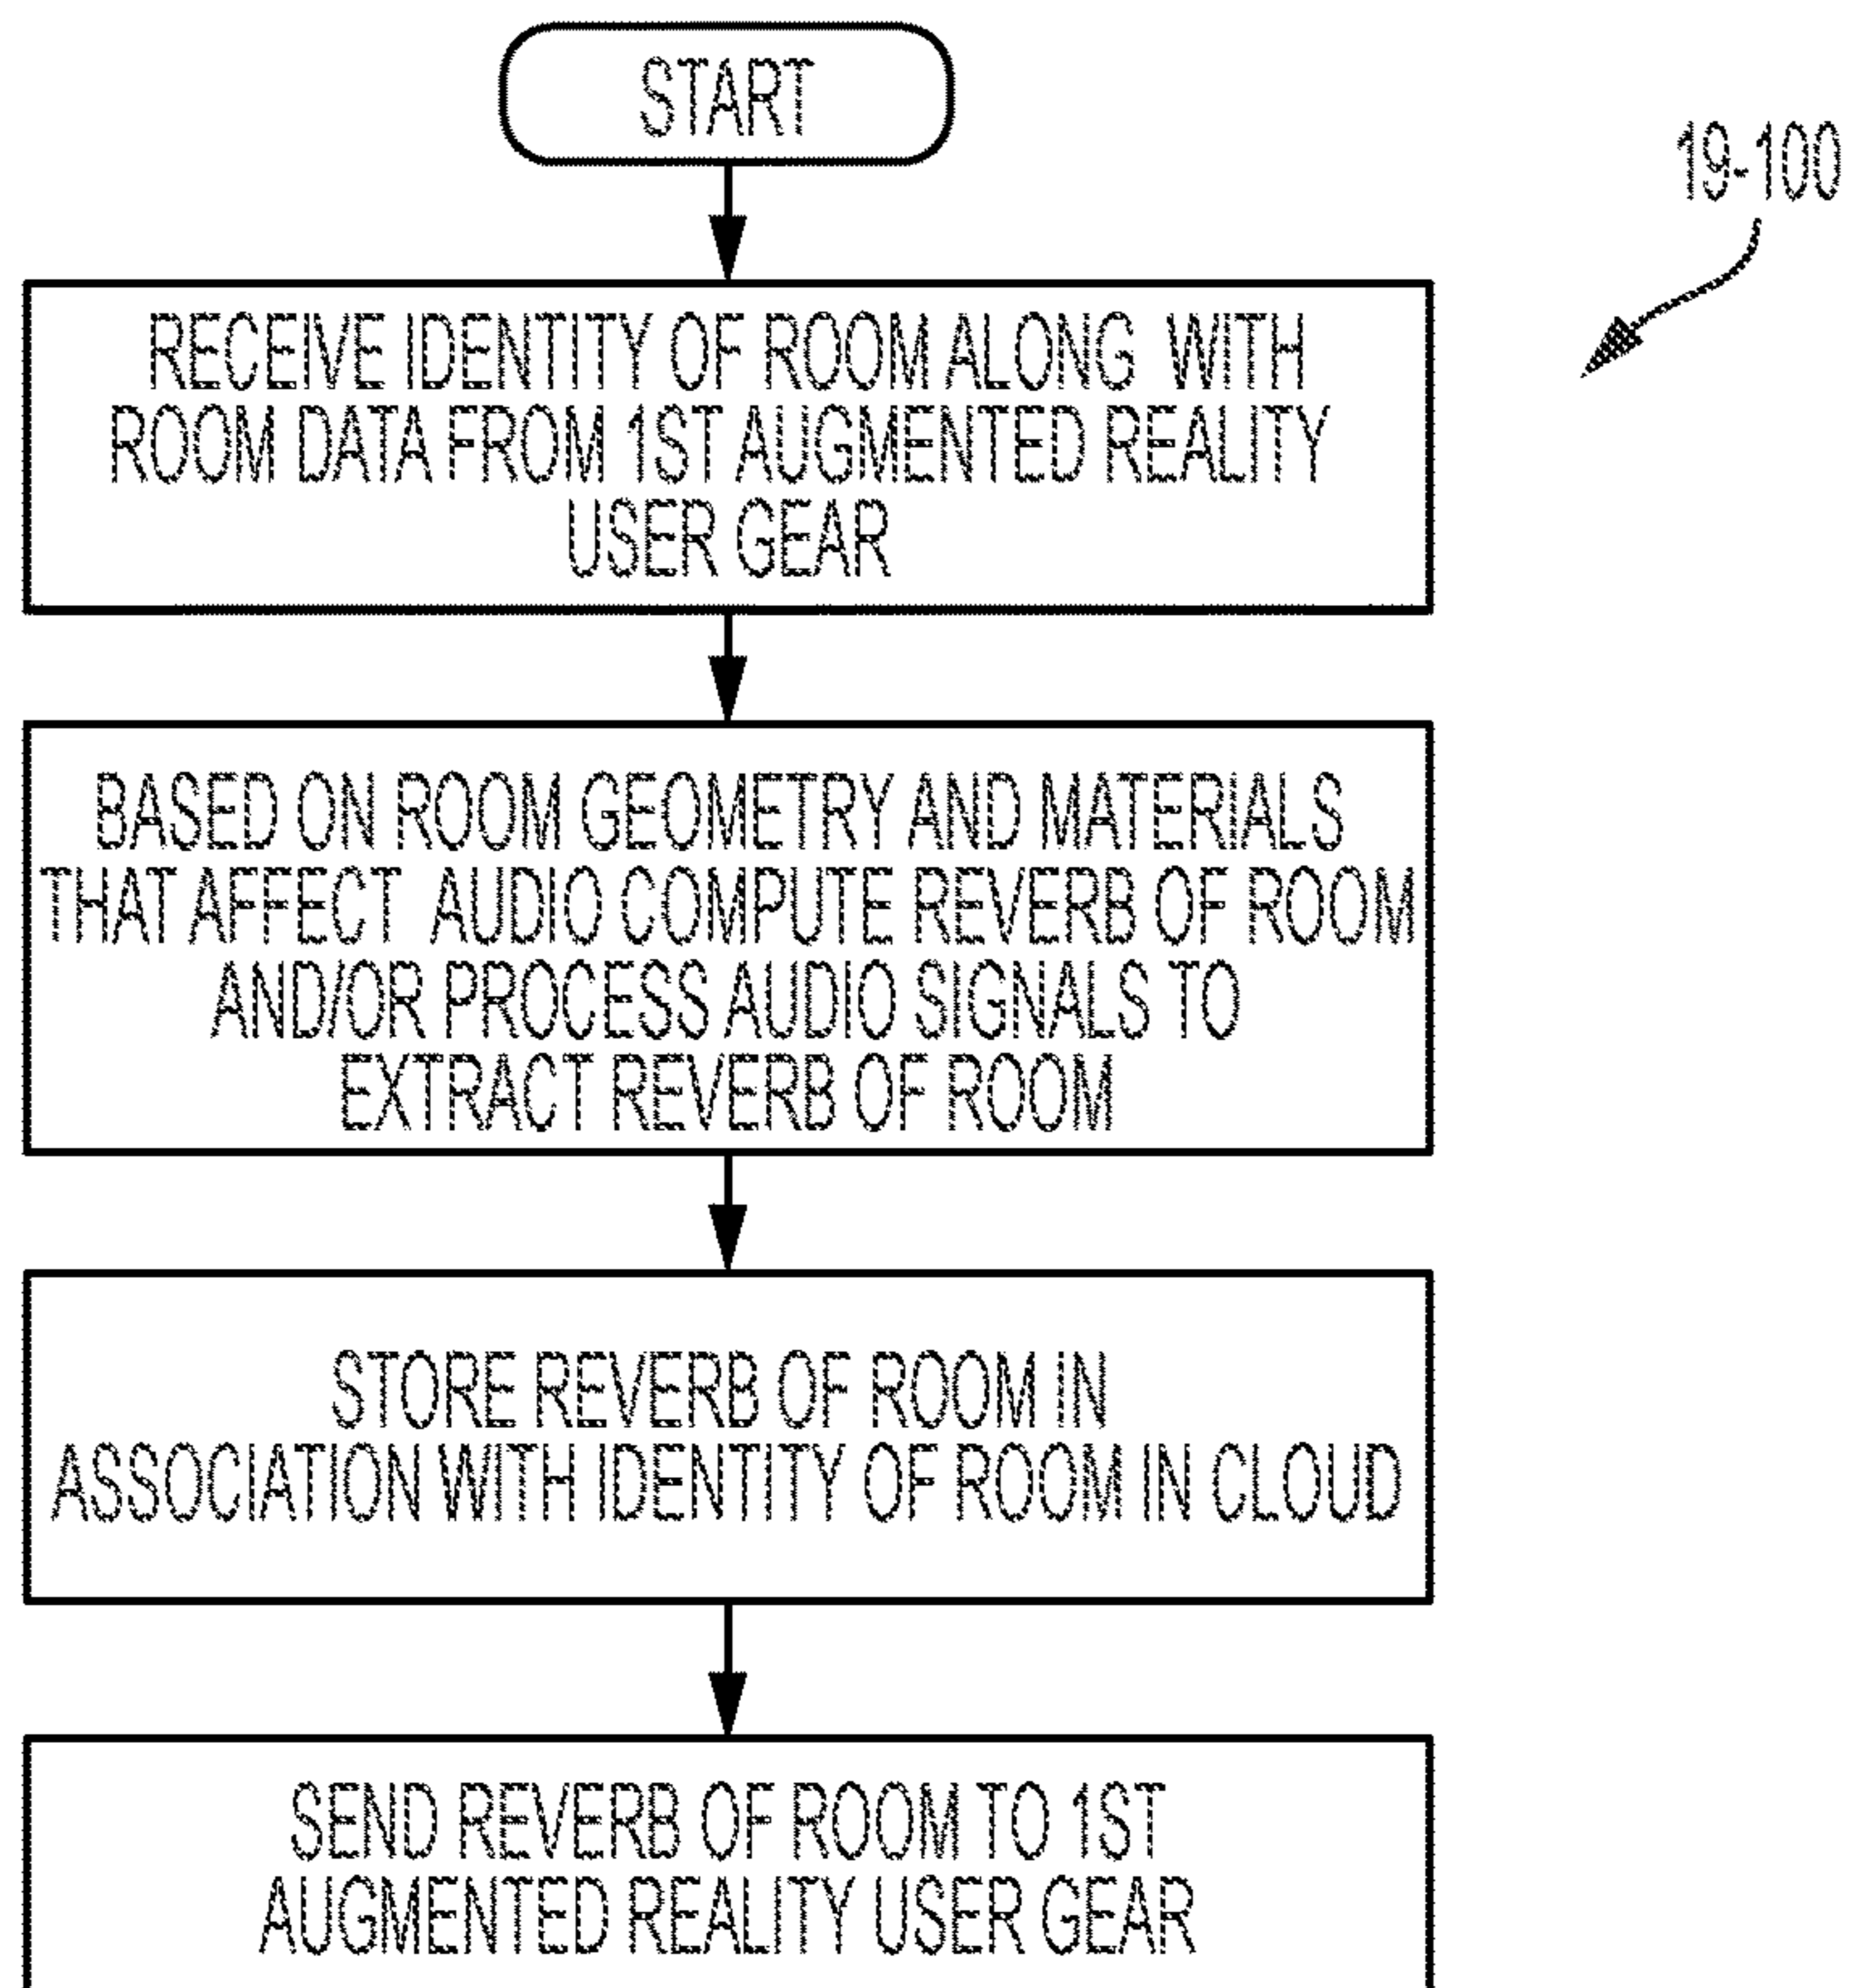 START
19-100
RECEIVE IDENTITY OF ROOM ALONG WITH
ROOM DATA FROM 1ST AUGMENTED REALITY
USER GEAR
BASED ON ROOM GEOMETRY AND MATERIALS
THAT AFFECT AUDIO COMPUTE REVERB OF ROOM
AND/OR PROCESS AUDIO SIGNALS TO
EXTRACT REVERB OF ROOM
STORE REVERB OF ROOM IN
ASSOCIATION WITH IDENTITY OF ROOM IN CLOUD
SEND REVERB OF ROOM TO 1ST
AUGMENTED REALITY USER GEAR